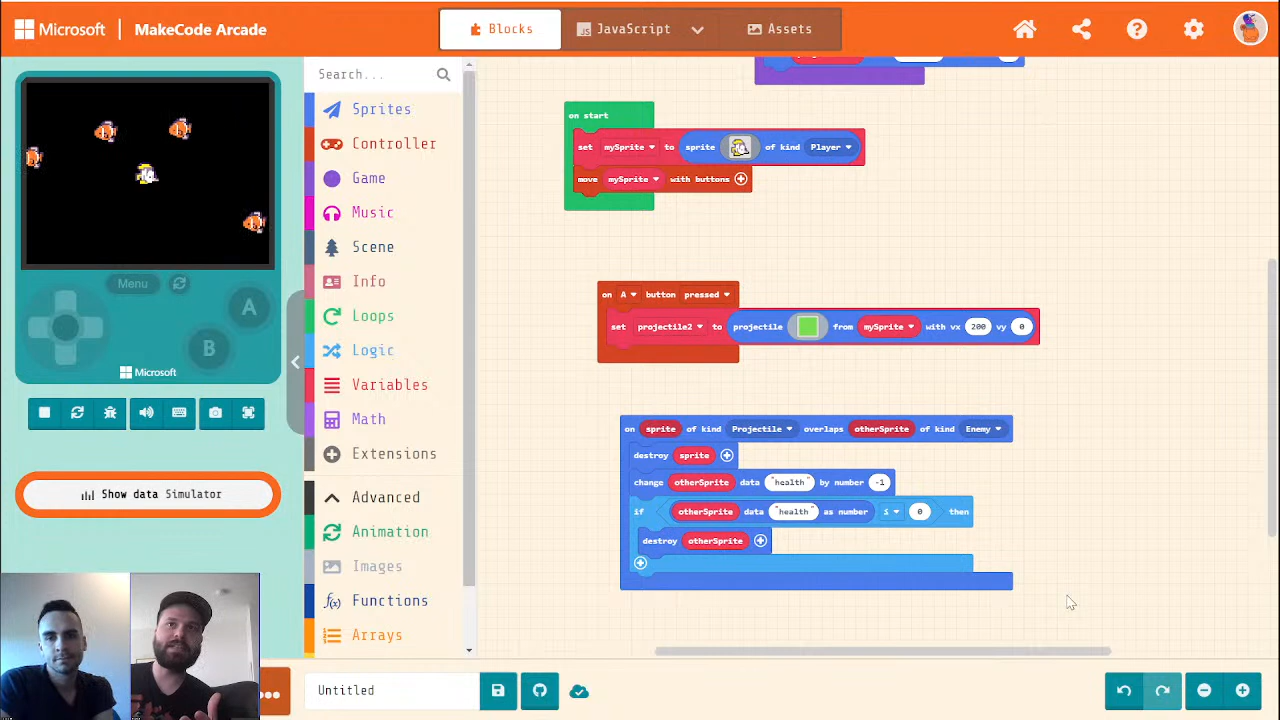 Microsoft | MakeCode Arcade
Blocks
JavaScript
Assets
Menu
A
B
Microsoft
Show data Simulator
Search...
Sprites
Controller
Game
Music
Scene
Info
Loops
Logic
Variables
Math
Extensions
Advanced
Animation
Images
Functions
Arrays
on start
set mySprite to sprite of kind Player
move mySprite with buttons
on A button pressed
set projectile2 to projectile from mySprite with vx 200 vy 0
on sprite of kind Projectile overlaps otherSprite of kind Enemy
destroy sprite
change otherSprite data "health" by number -1
if otherSprite data "health" as number 0 then
destroy otherSprite
Untitled